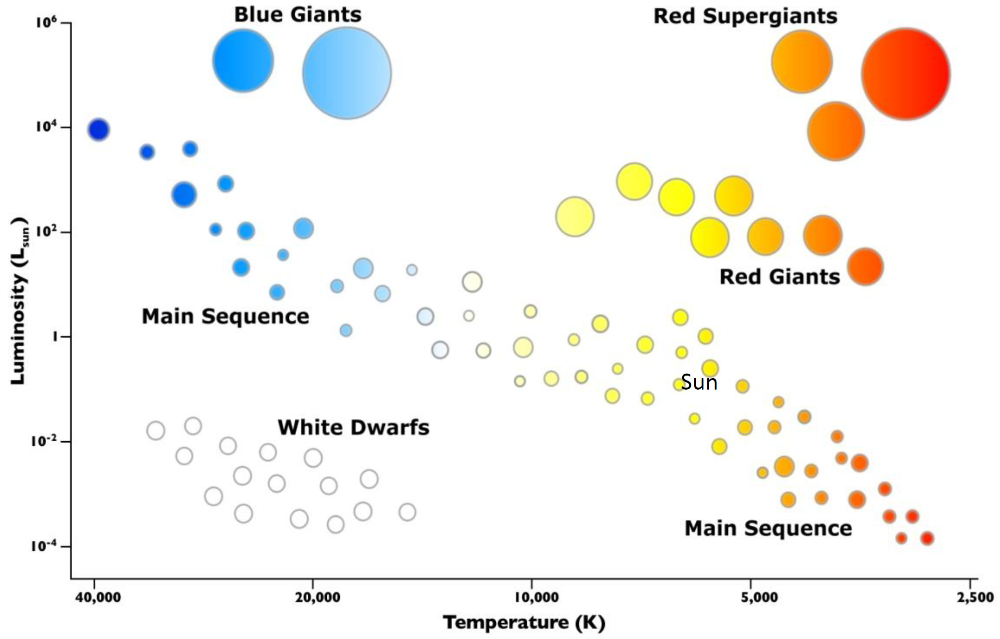 Blue Giants
Red Supergiants
10⁶
10⁴
10²
Red Giants
Main Sequence
1
Luminosity (Lsun)
Sun
White Dwarfs
10⁻²
Main Sequence
10⁻⁴
40,000
20,000
10,000
5,000
2,500
Temperature (K)